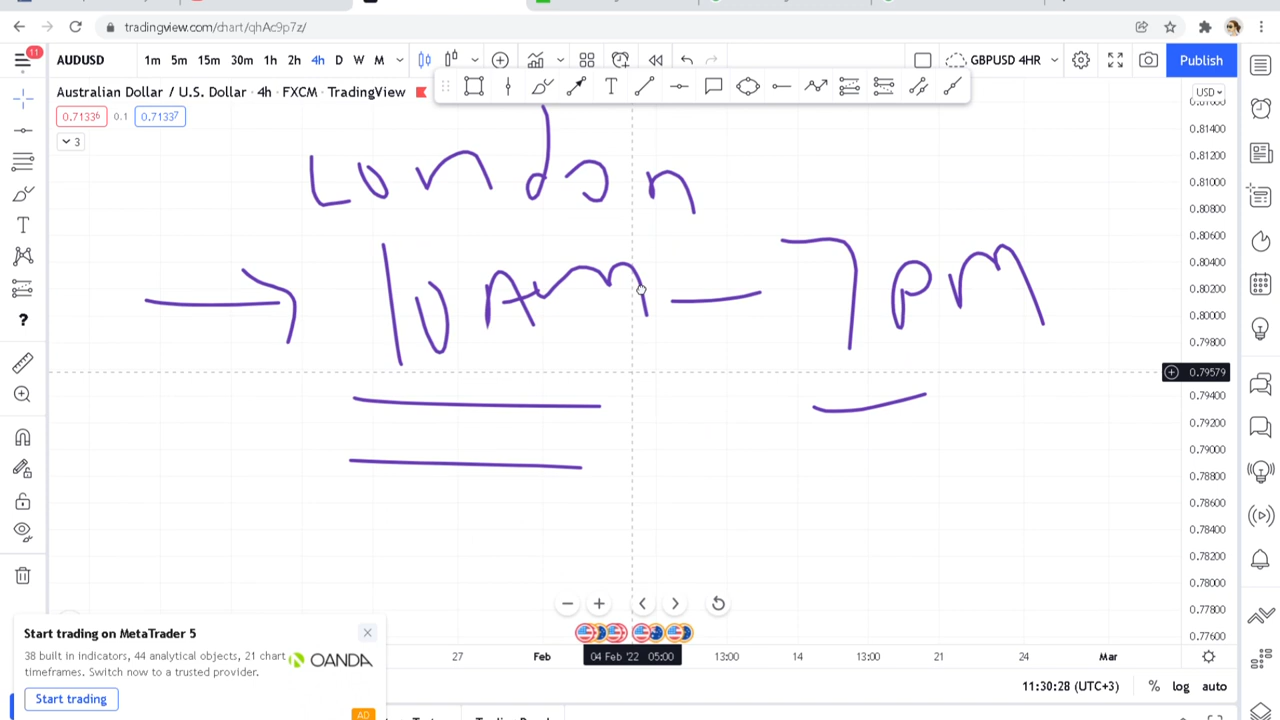 tradingview.com/chart/qhAc9p7z/
11
AUDUSD 1m 5m 15m 30m 1h 2h 4h D W M GBPUSD 4HR Publish
Australian Dollar / U.S. Dollar · 4h · FXCM · TradingView
USD
0.71336 0.1 0.71337
3
London
10 Am — 7 pm
0.81400
0.81200
0.81000
0.80800
0.80600
0.80400
0.80200
0.80000
0.79800
0.79579
0.79400
0.79200
0.79000
0.78800
0.78600
0.78400
0.78200
0.78000
0.77800
0.77600
27 Feb 04 Feb '22 05:00 13:00 14 13:00 21 24 Mar
Start trading on MetaTrader 5
38 built in indicators, 44 analytical objects, 21 chart
timeframes. Switch now to a trusted provider.
OANDA
Start trading
AD
11:30:28 (UTC+3) % log auto